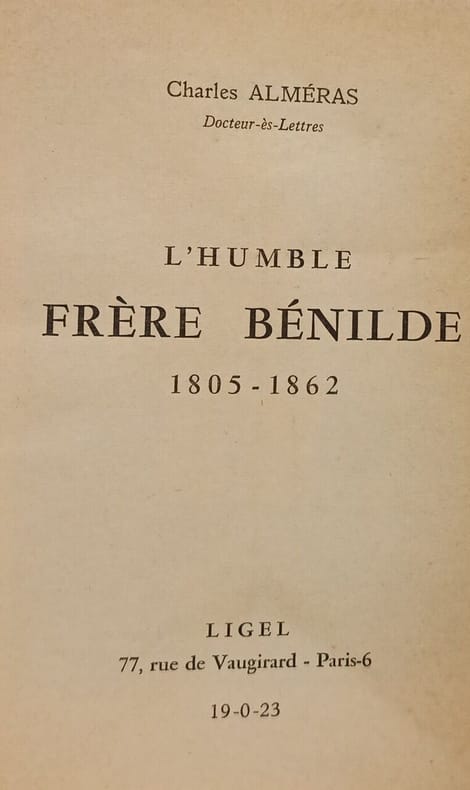 Charles ALMÉRAS
Docteur-ès-Lettres
L'HUMBLE
FRÈRE BÉNILDE
1805-1862
LIGEL
77, rue de Vaugirard - Paris-6
19-0-23